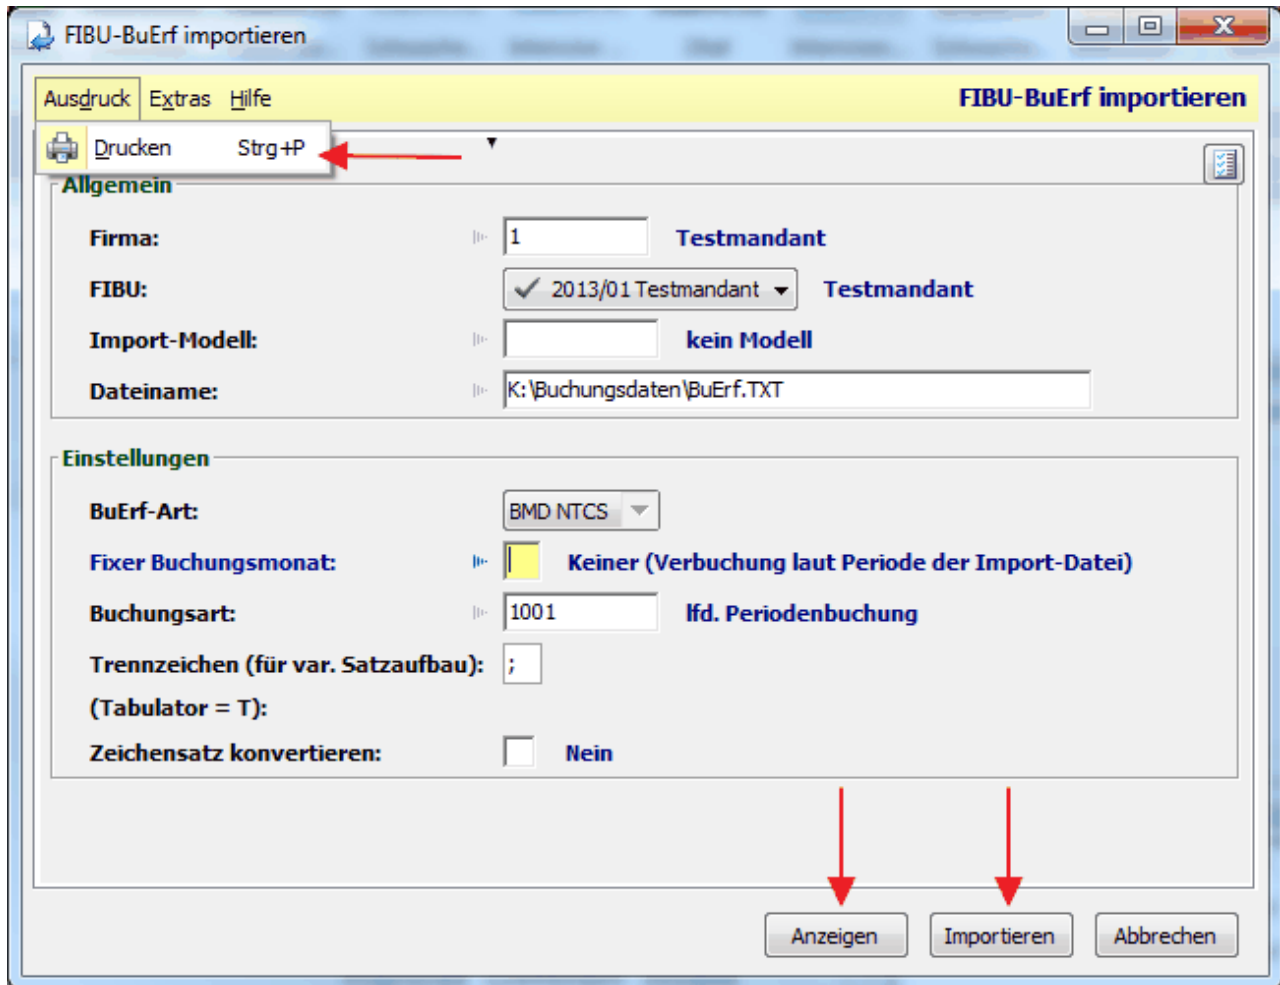 FIBU-BuErf importieren
Ausdruck Extras Hilfe FIBU-BuErf importieren
Drucken Strg+P
Allgemein
Firma: 1 Testmandant
FIBU: 2013/01 Testmandant Testmandant
Import-Modell: kein Modell
Dateiname: K:\Buchungsdaten\BuErf.TXT
Einstellungen
BuErf-Art: BMD NTCS
Fixer Buchungsmonat: Keiner (Verbuchung laut Periode der Import-Datei)
Buchungsart: 1001 lfd. Periodenbuchung
Trennzeichen (für var. Satzaufbau): ;
(Tabulator = T):
Zeichensatz konvertieren: Nein
Anzeigen Importieren Abbrechen